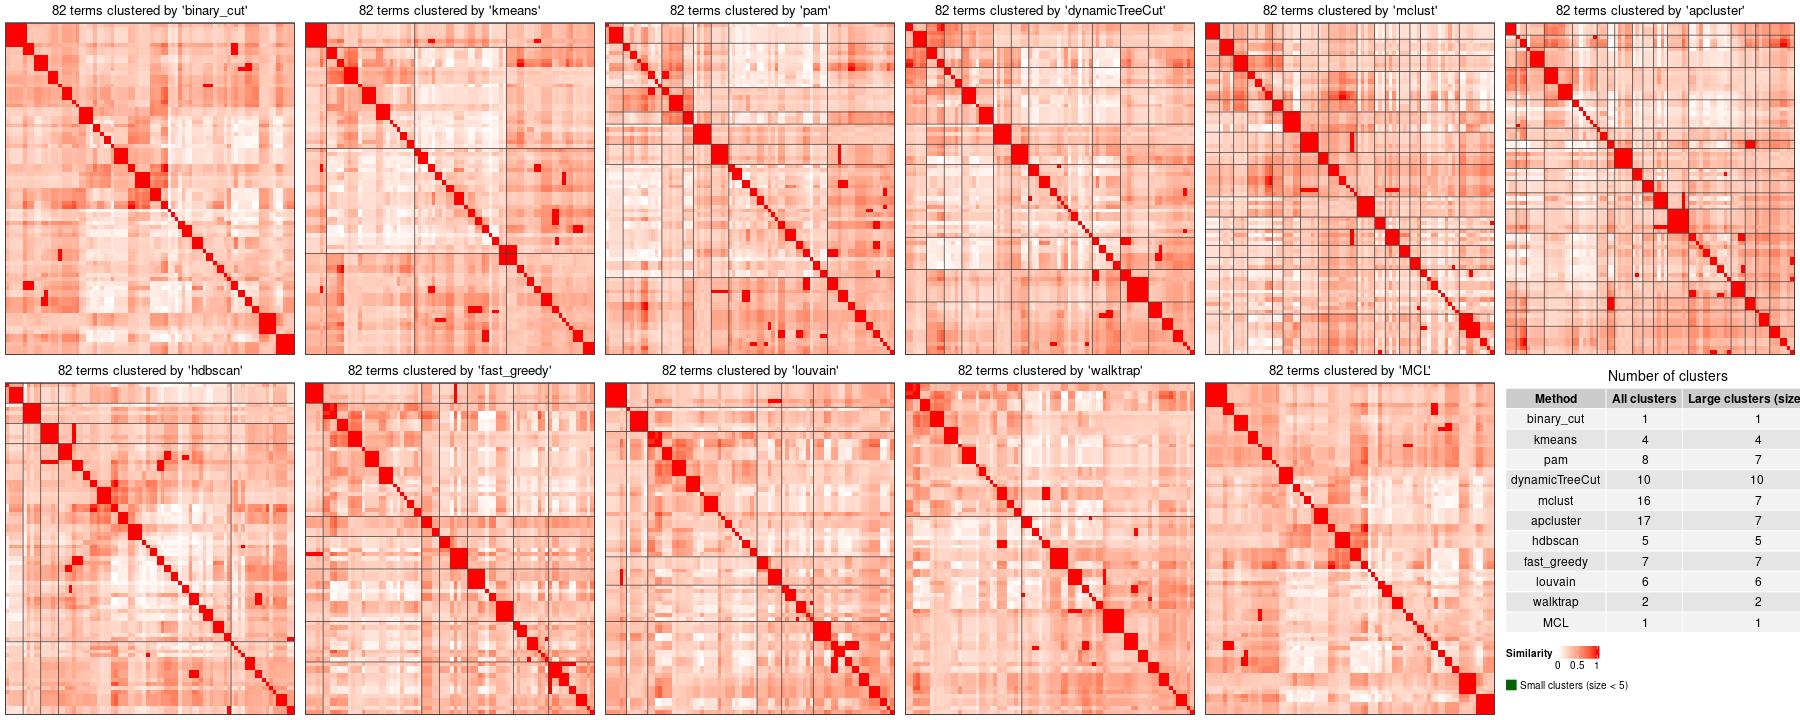 82 terms clustered by 'binary_cut'
82 terms clustered by 'kmeans'
82 terms clustered by 'pam'
82 terms clustered by 'dynamicTreeCut'
82 terms clustered by 'mclust'
82 terms clustered by 'apcluster'
82 terms clustered by 'hdbscan'
82 terms clustered by 'fast_greedy'
82 terms clustered by 'louvain'
82 terms clustered by 'walktrap'
82 terms clustered by 'MCL'
Number of clusters
Method All clusters Large clusters (size
binary_cut 1 1
kmeans 4 4
pam 8 7
dynamicTreeCut 10 10
mclust 16 7
apcluster 17 7
hdbscan 5 5
fast_greedy 7 7
louvain 6 6
walktrap 2 2
MCL 1 1
Similarity
0 0.5 1
Small clusters (size < 5)